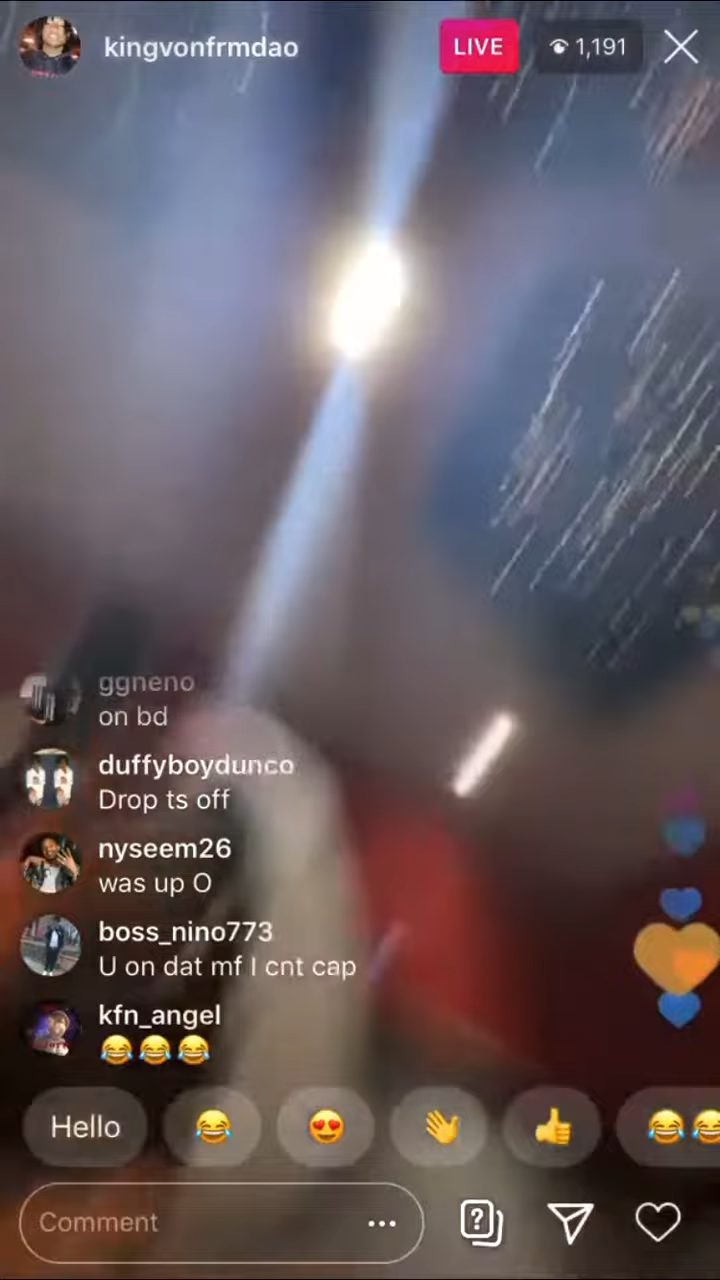 kingvonfrmdao
LIVE
1,191
ggneno
on bd
duffyboydunco
Drop ts off
nyseem26
was up O
boss_nino773
U on dat mf I cnt cap
kfn_angel
😂😂😂
Hello 😂 😍 👋 👍 😂😂
Comment